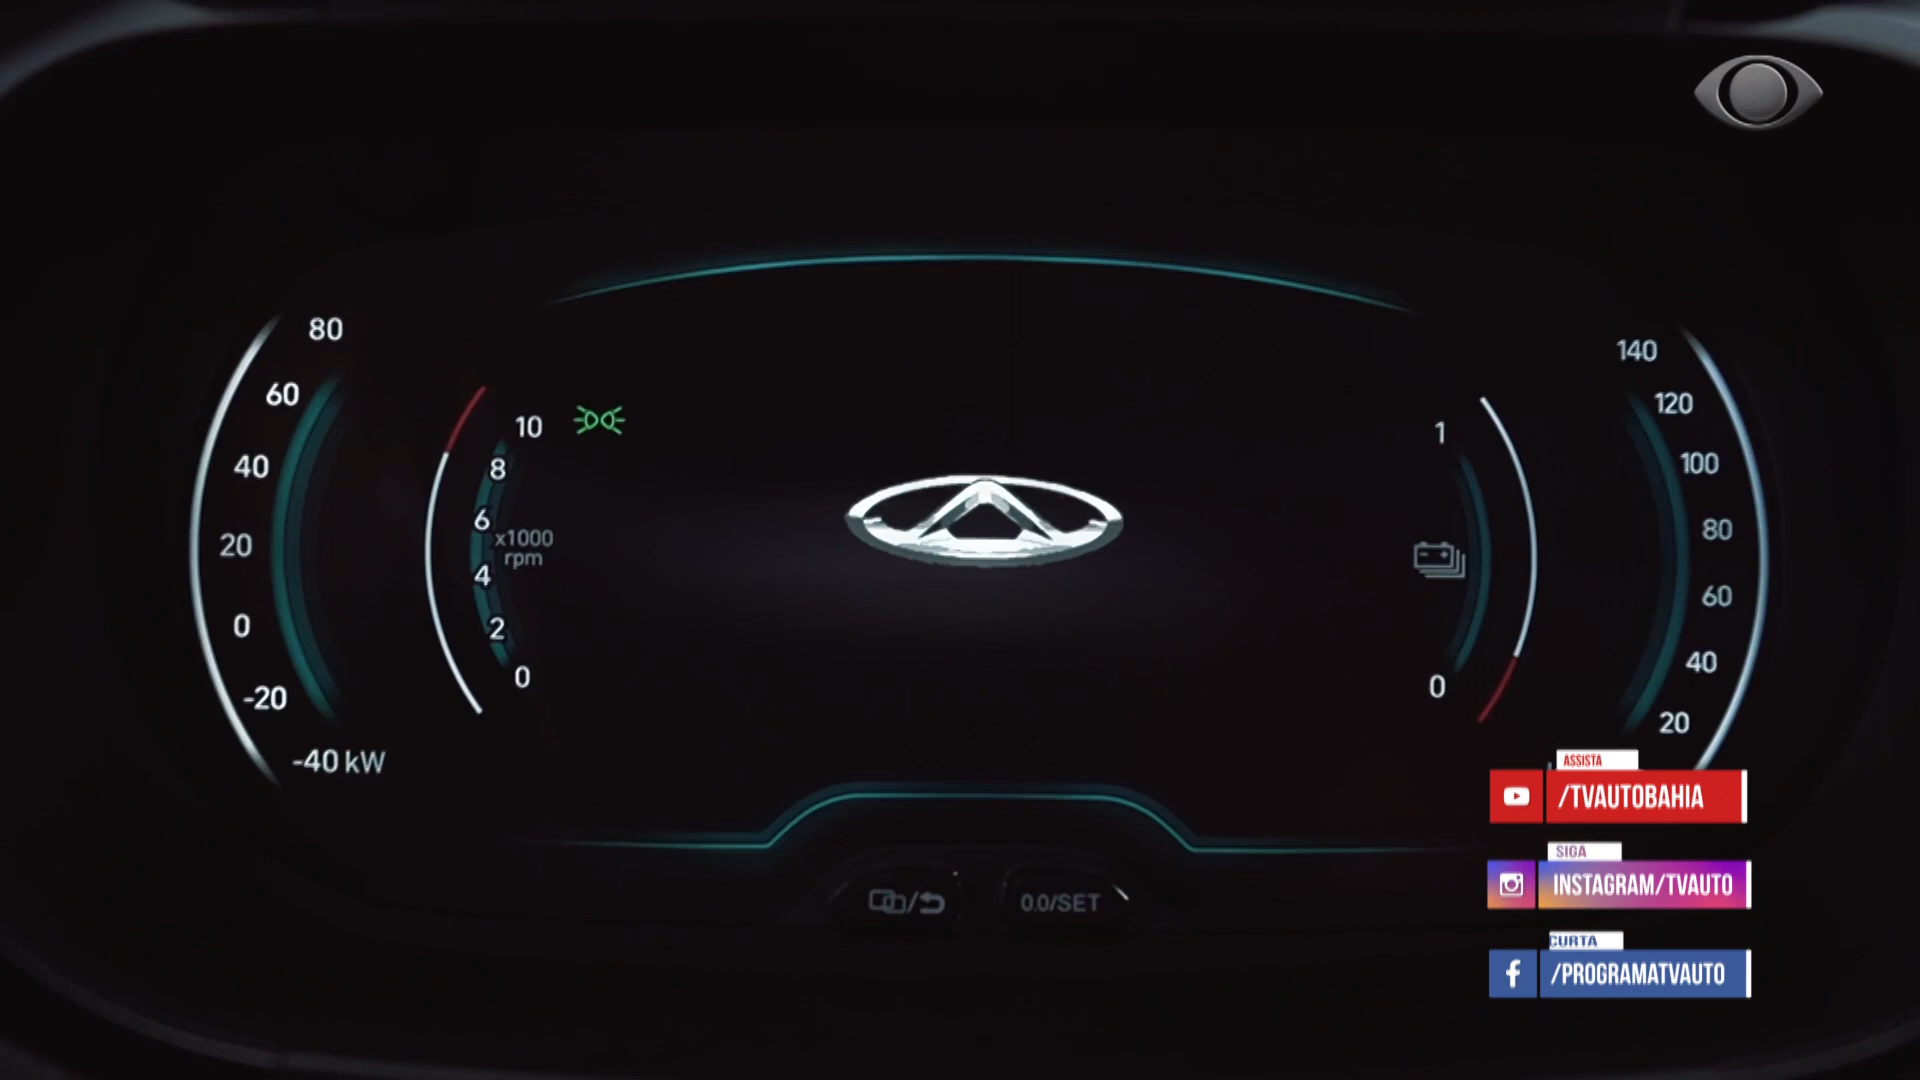 80
60
40
20
0
-20
-40 kW
10
8
6
x1000
rpm
4
2
0
1
0
140
120
100
80
60
40
20
0.0/SET
ASSISTA
/TVAUTOBAHIA
SIGA
INSTAGRAM/TVAUTO
CURTA
/PROGRAMATVAUTO